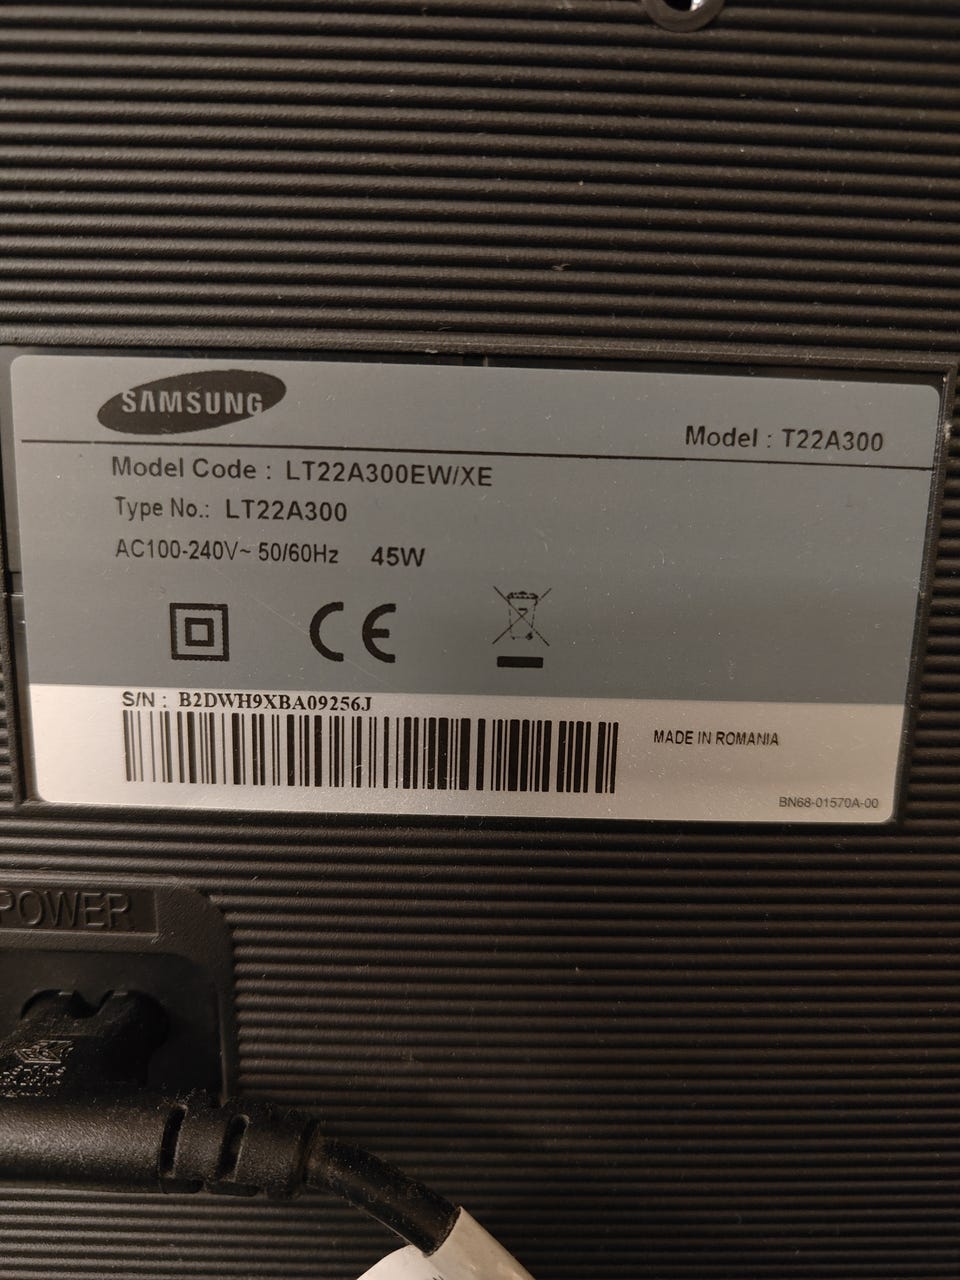 SAMSUNG
Model : T22A300
Model Code : LT22A300EW/XE
Type No.: LT22A300
AC100-240V~ 50/60Hz 45W
CE
S/N : B2DWH9XBA09256J
MADE IN ROMANIA
BN68-01570A-00
POWER